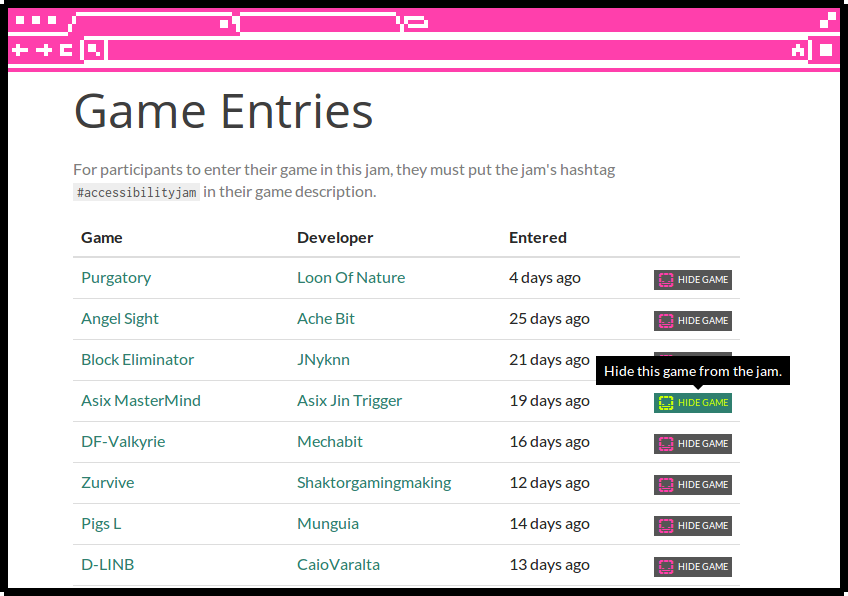 Game Entries
For participants to enter their game in this jam, they must put the jam's hashtag
#accessibilityjam in their game description.
Game Developer Entered
Purgatory Loon Of Nature 4 days ago HIDE GAME
Angel Sight Ache Bit 25 days ago HIDE GAME
Block Eliminator JNyknn 21 days ago
Hide this game from the jam.
Asix MasterMind Asix Jin Trigger 19 days ago HIDE GAME
DF-Valkyrie Mechabit 16 days ago HIDE GAME
Zurvive Shaktorgamingmaking 12 days ago HIDE GAME
Pigs L Munguia 14 days ago HIDE GAME
D-LINB CaioVaralta 13 days ago HIDE GAME